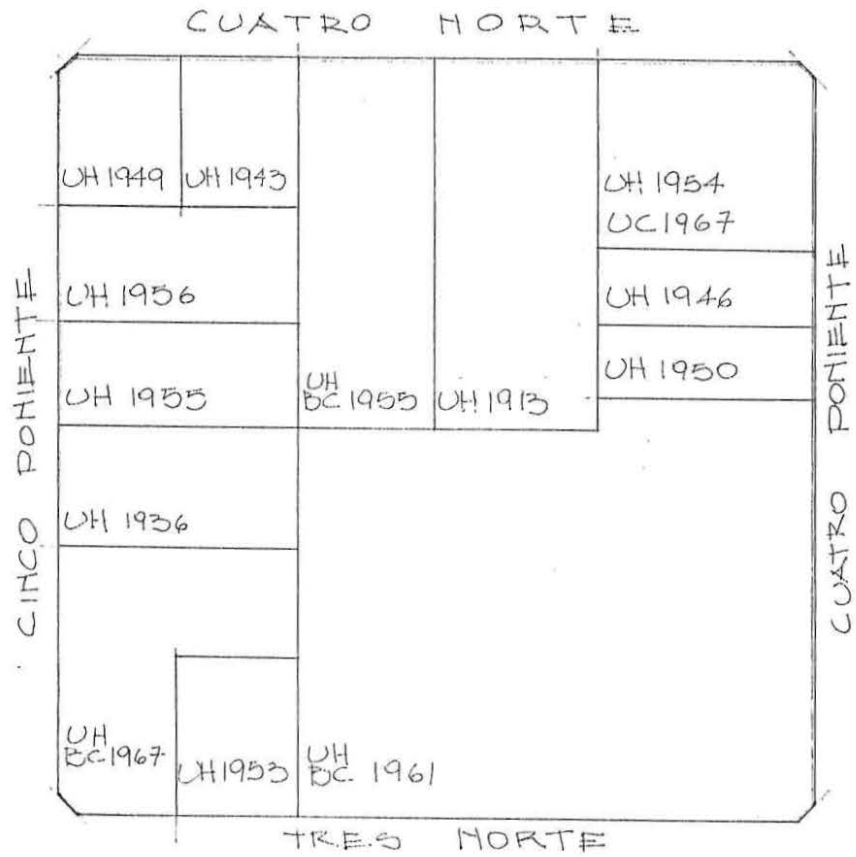 CUATRO NORTE
UH 1949
UH 1943
UH 1954
UC 1967
UH 1956
UH 1946
UH 1950
UH 1955
UH
BC 1955
UH 1913
UH 1936
UH
BC 1967
UH 1953
UH
BC 1961
CINCO PONIENTE
CUATRO PONIENTE
TRES NORTE